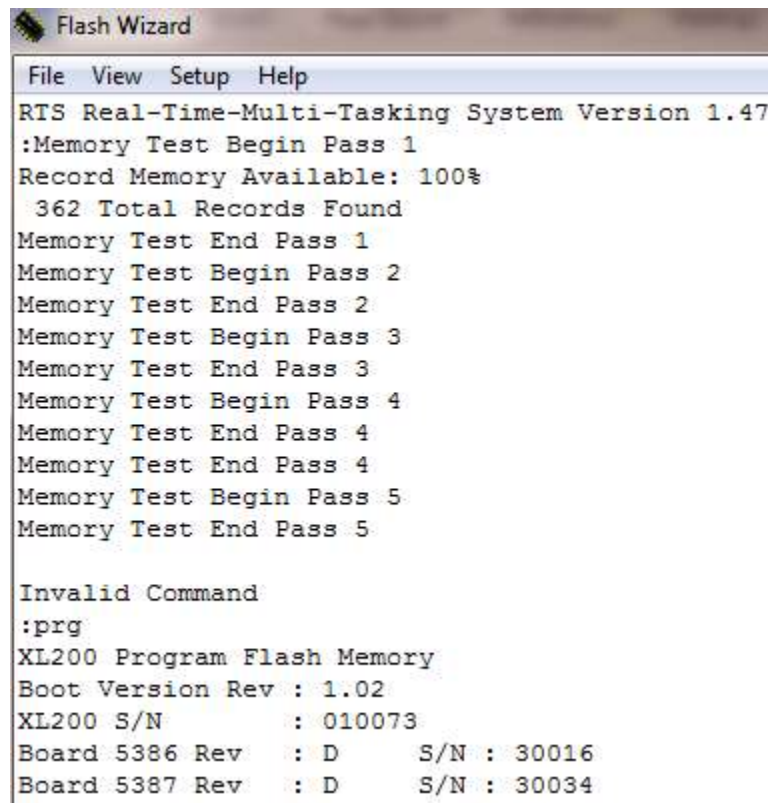 Flash Wizard
File View Setup Help
RTS Real-Time-Multi-Tasking System Version 1.47
:Memory Test Begin Pass 1
Record Memory Available: 100%
 362 Total Records Found
Memory Test End Pass 1
Memory Test Begin Pass 2
Memory Test End Pass 2
Memory Test Begin Pass 3
Memory Test End Pass 3
Memory Test Begin Pass 4
Memory Test End Pass 4
Memory Test End Pass 4
Memory Test Begin Pass 5
Memory Test End Pass 5

Invalid Command
:prg
XL200 Program Flash Memory
Boot Version Rev : 1.02
XL200 S/N : 010073
Board 5386 Rev : D S/N : 30016
Board 5387 Rev : D S/N : 30034